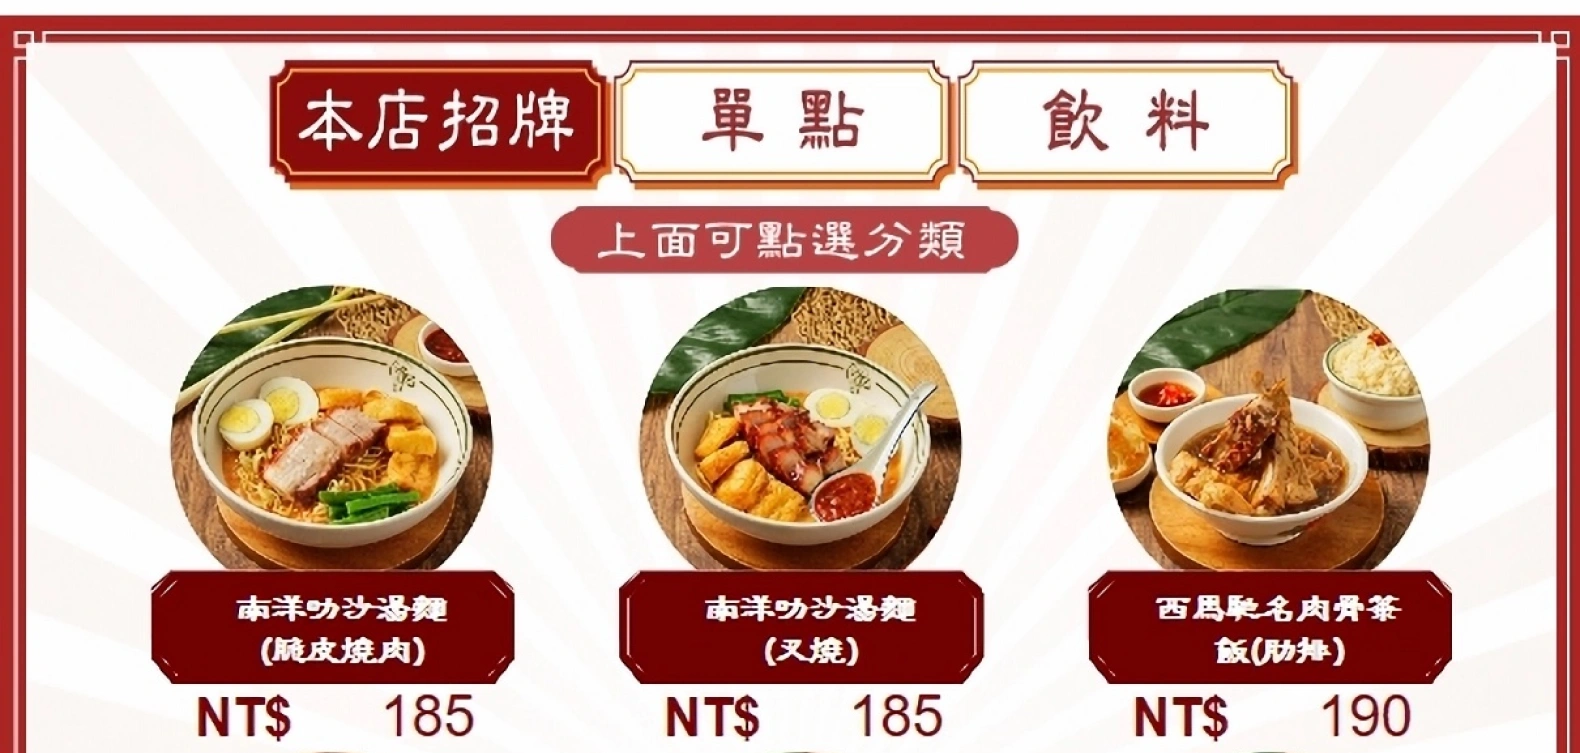 本店招牌
單點
飲料
上面可點選分類
南洋叻沙湯麵
(脆皮燒肉)
NT$ 185
南洋叻沙湯麵
(叉燒)
NT$ 185
西馬馳名肉骨茶
飯(肋排)
NT$ 190